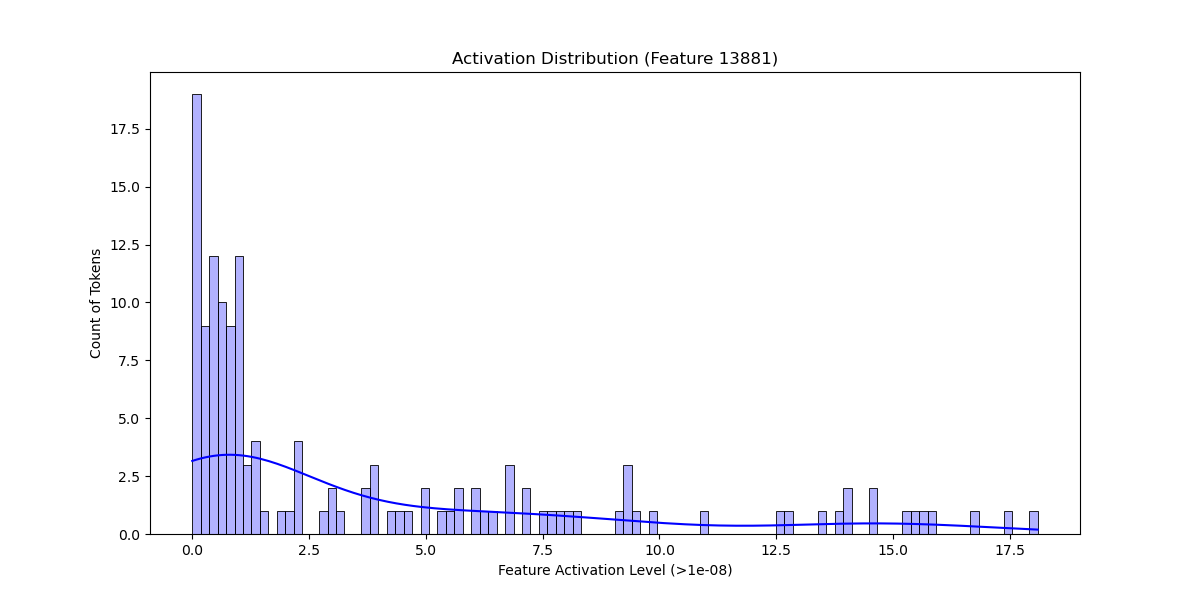 Activation Distribution (Feature 13881)
Count of Tokens
17.5
15.0
12.5
10.0
7.5
5.0
2.5
0.0
0.0 2.5 5.0 7.5 10.0 12.5 15.0 17.5
Feature Activation Level (>1e-08)